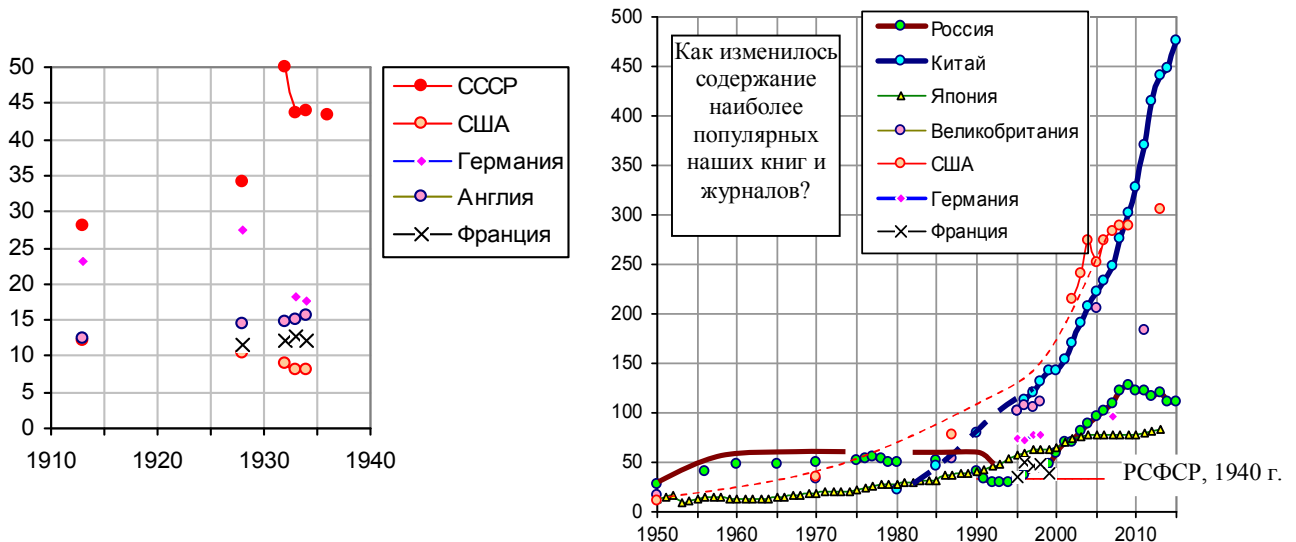 50
45
40
35
30
25
20
15
10
5
0
1910 1920 1930 1940
СССР
США
Германия
Англия
Франция
500
450
400
350
300
250
200
150
100
50
0
1950 1960 1970 1980 1990 2000 2010
Как изменилось
содержание
наиболее
популярных
наших книг и
журналов?
Россия
Китай
Япония
Великобритания
США
Германия
Франция
РСФСР, 1940 г.